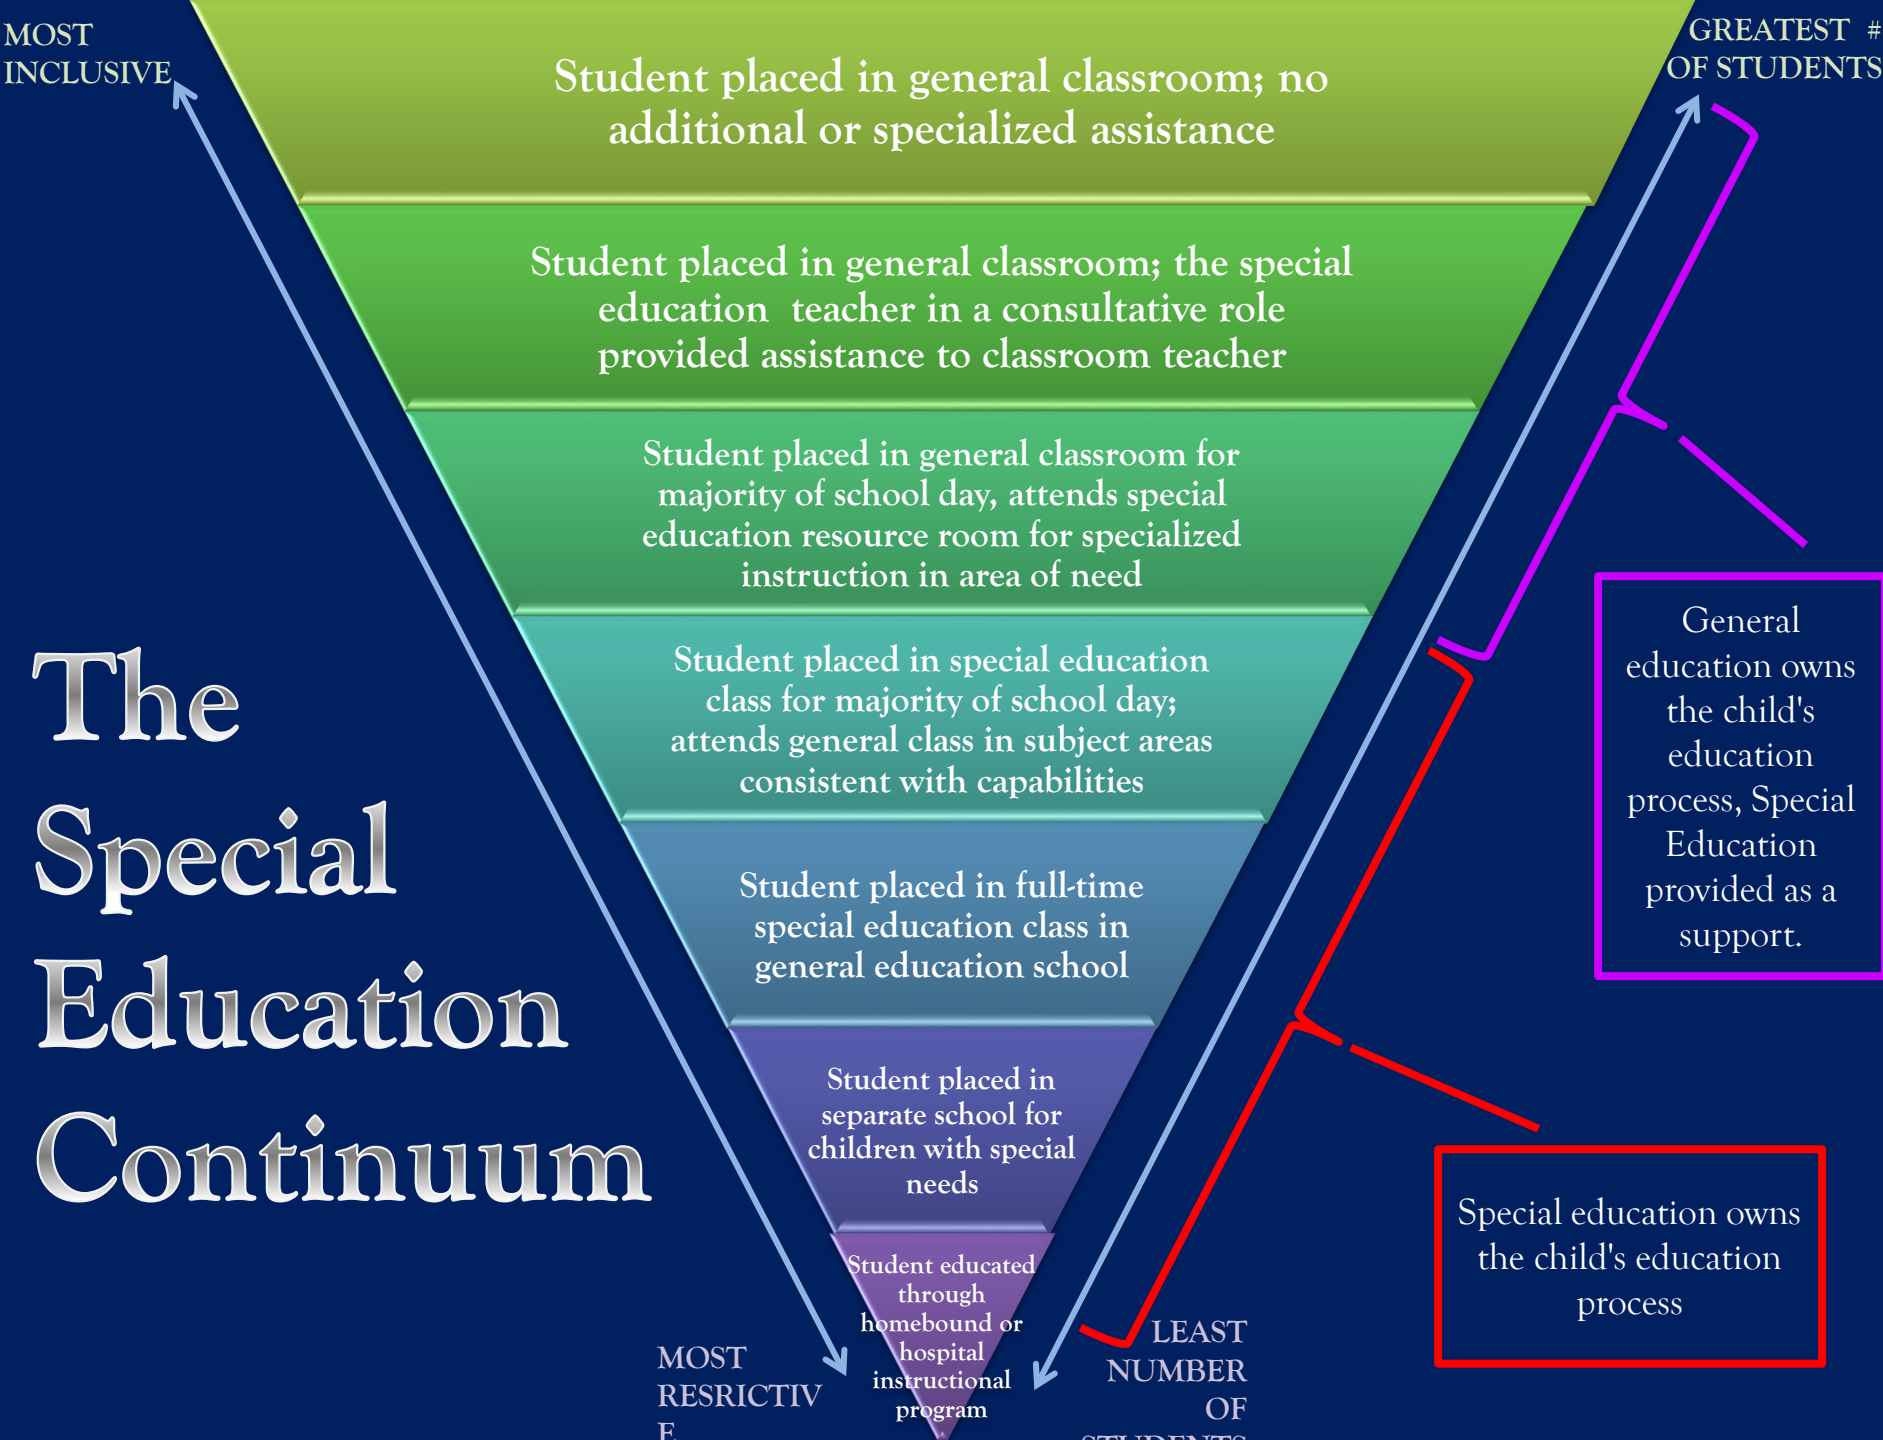 MOST
INCLUSIVE
GREATEST #
OF STUDENTS
Student placed in general classroom; no
additional or specialized assistance
Student placed in general classroom; the special
education teacher in a consultative role
provided assistance to classroom teacher
Student placed in general classroom for
majority of school day, attends special
education resource room for specialized
instruction in area of need
Student placed in special education
class for majority of school day;
attends general class in subject areas
consistent with capabilities
Student placed in full-time
special education class in
general education school
Student placed in
separate school for
children with special
needs
Student educated
through
homebound or
hospital
instructional
program
The
Special
Education
Continuum
General
education owns
the child's
education
process, Special
Education
provided as a
support.
Special education owns
the child's education
process
MOST
RESRICTIV
E
LEAST
NUMBER
OF
STUDENTS